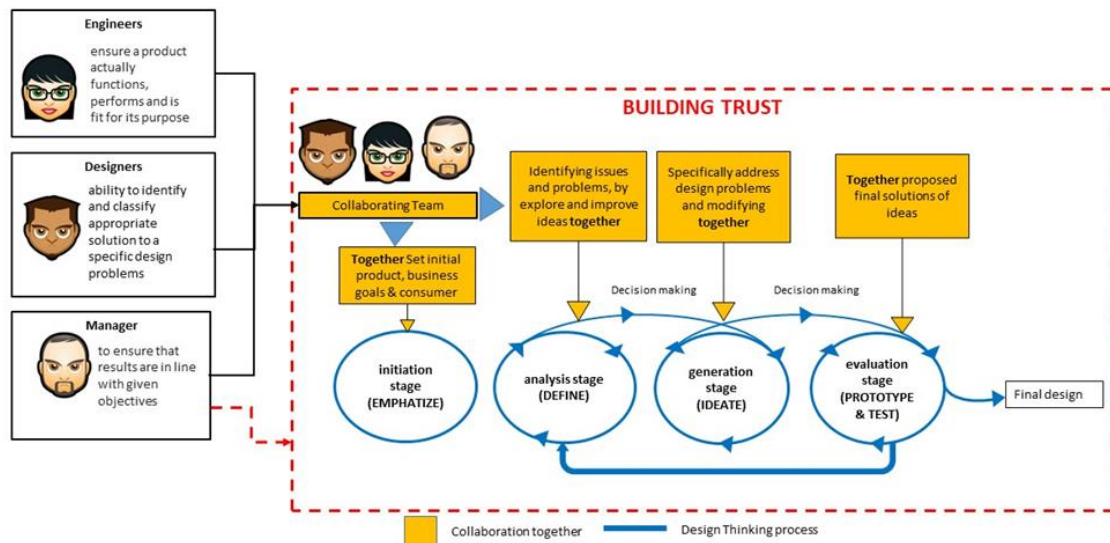 Engineers
ensure a product
actually
functions,
performs and is
fit for its purpose
Designers
ability to identify
and classify
appropriate
solution to a
specific design
problems
Manager
to ensure that
results are in line
with given
objectives
BUILDING TRUST
Collaborating Team
Together Set initial
product, business
goals & consumer
Identifying issues
and problems, by
explore and improve
ideas together
Specifically address
design problems
and modifying
together
Together proposed
final solutions of
ideas
Decision making
Decision making
initiation
stage
(EMPHATIZE)
analysis stage
(DEFINE)
generation
stage
(IDEATE)
evaluation
stage
(PROTOTYPE
& TEST)
Final design
Collaboration together
Design Thinking process